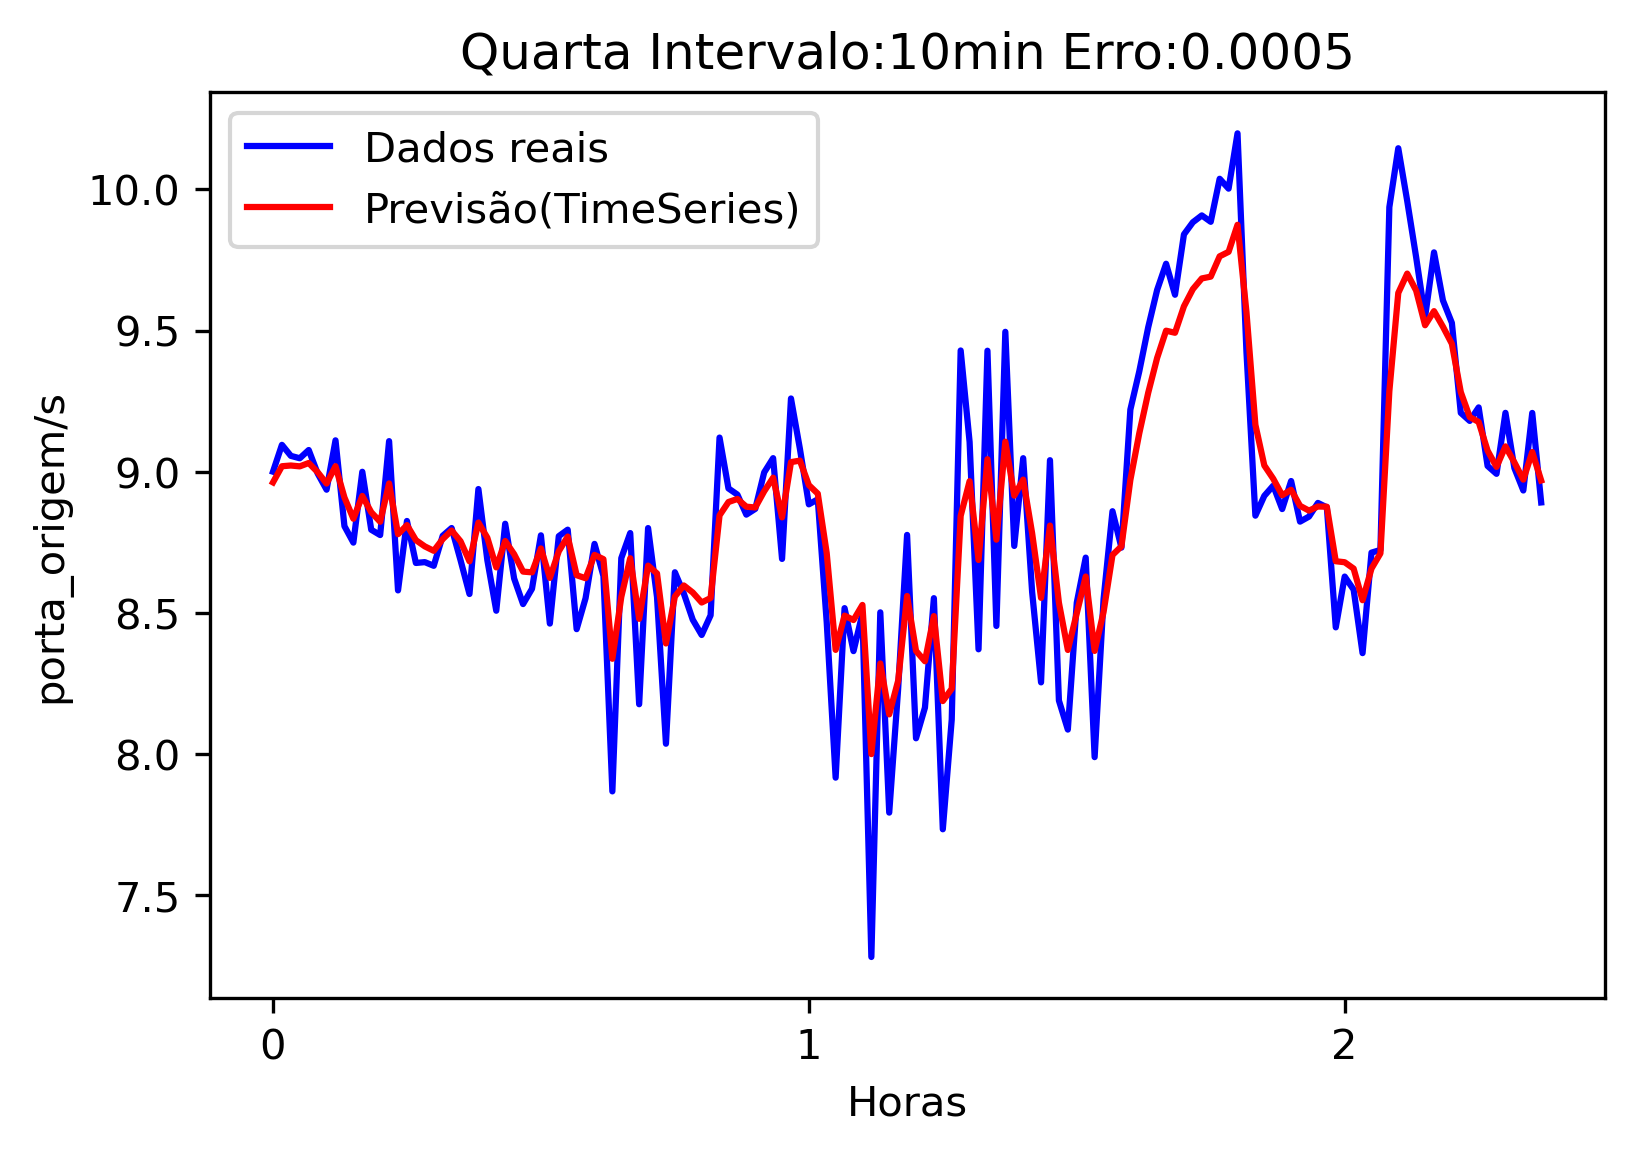 Quarta Intervalo:10min Erro:0.0005
Dados reais
Previsão(TimeSeries)
10.0
9.5
9.0
8.5
8.0
7.5
porta_origem/s
0 1 2
Horas